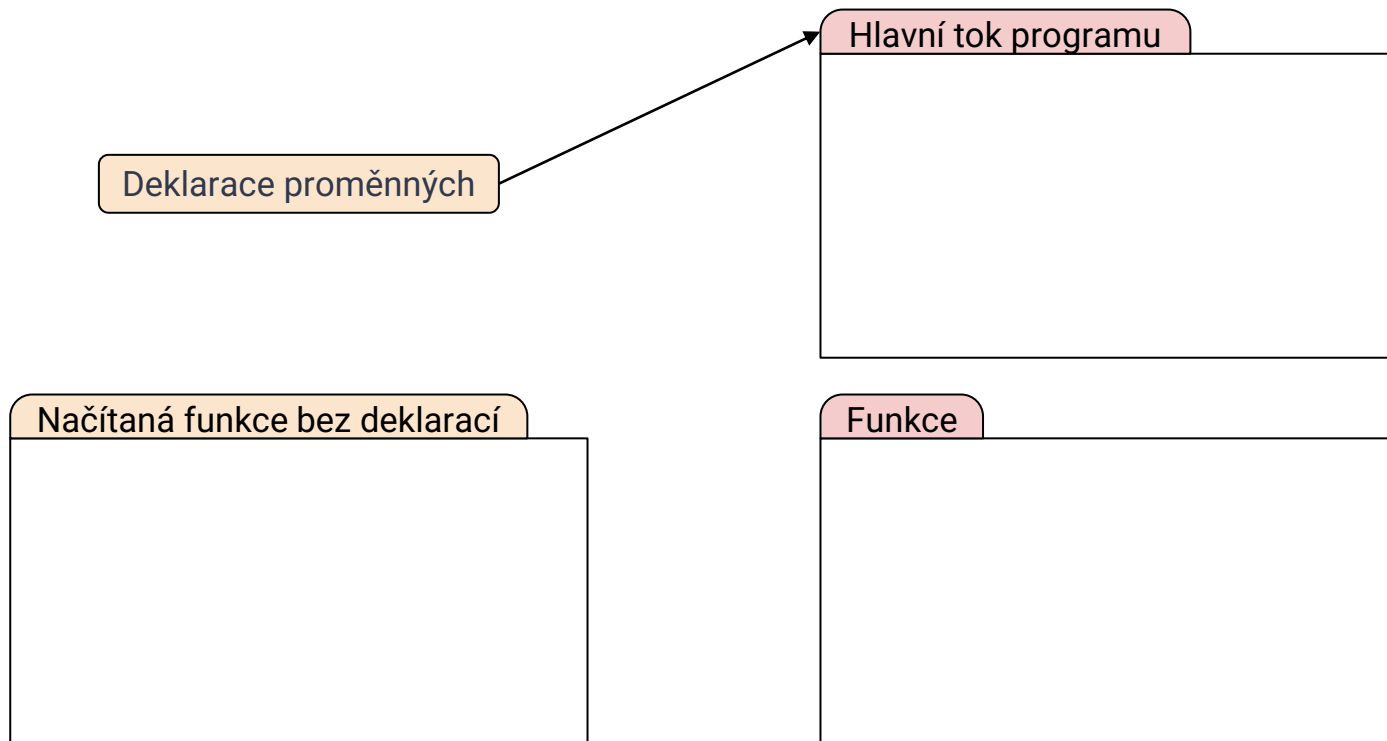 Hlavní tok programu
Deklarace proměnných
Načítaná funkce bez deklarací
Funkce